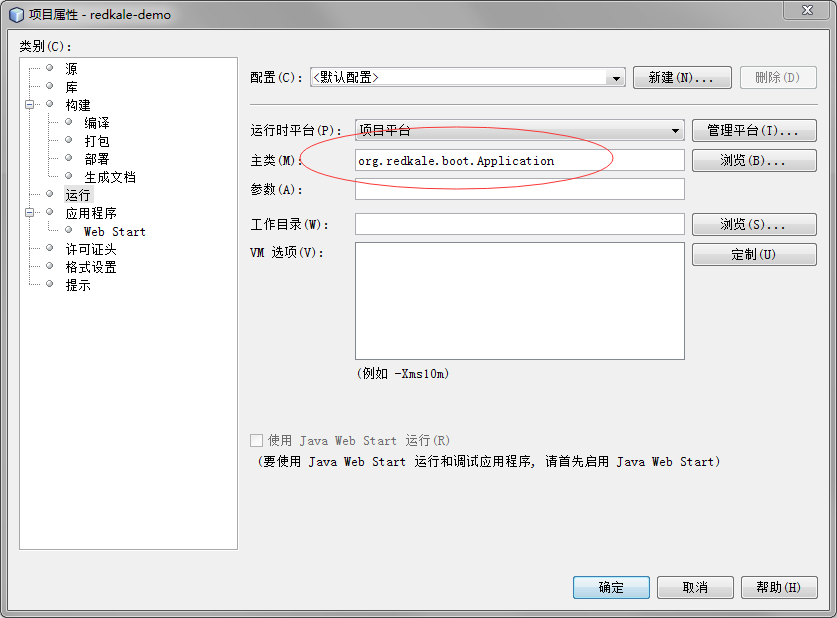 项目属性 - redkale-demo
类别(C):
源
库
构建
编译
打包
部署
生成文档
运行
应用程序
Web Start
许可证头
格式设置
提示
配置(C): <默认配置> 新建(N)... 删除(D)
运行时平台(P): 项目平台 管理平台(I)...
主类(M): org.redkale.boot.Application 浏览(B)...
参数(A):
工作目录(W): 浏览(S)...
VM 选项(V): 定制(U)
(例如 -Xms10m)
使用 Java Web Start 运行(R)
(要使用 Java Web Start 运行和调试应用程序, 请首先启用 Java Web Start)
确定 取消 帮助(H)